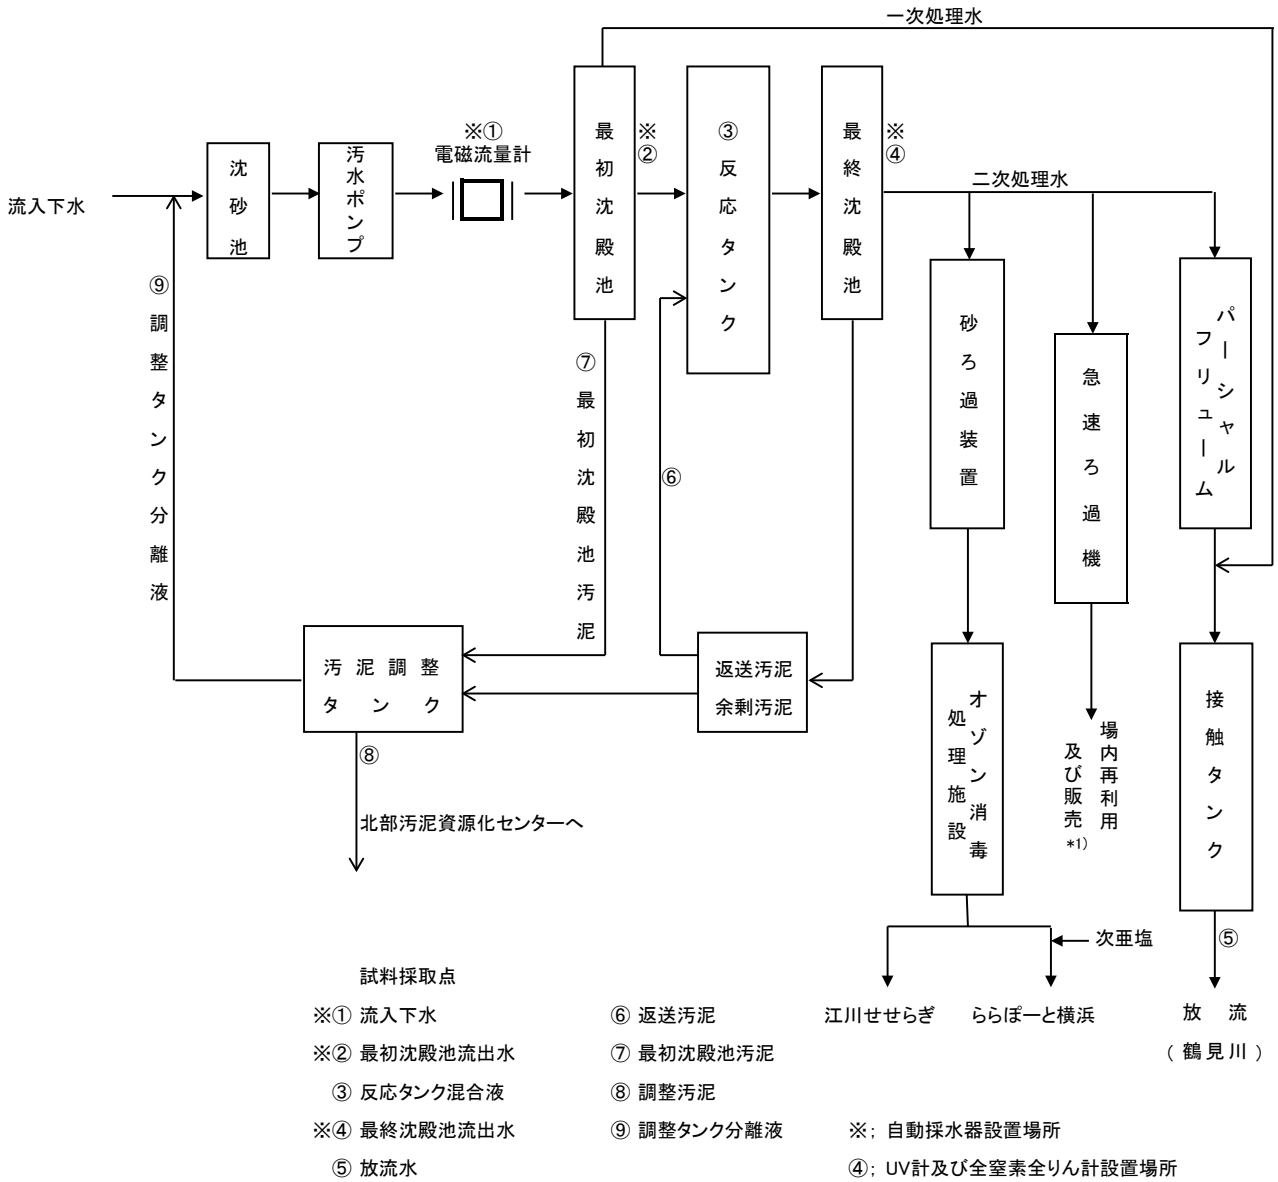 一次処理水
※①
電磁流量計
流入下水
沈砂池
汚水ポンプ
最初沈殿池
※
②
③
反応タンク
最終沈殿池
※
④
二次処理水
⑨調整タンク分離液
⑦最初沈殿池汚泥
⑥
砂ろ過装置
急速ろ過機
パーシャル
フリューム
汚泥調整
タンク
返送汚泥
余剰汚泥
⑧
北部汚泥資源化センターへ
オゾン消毒
処理施設
場内再利用
及び販売
*1)
接触タンク
次亜塩
⑤
江川せせらぎ
ららぽーと横浜
放 流
(鶴見川)
試料採取点
※① 流入下水
※② 最初沈殿池流出水
③ 反応タンク混合液
※④ 最終沈殿池流出水
⑤ 放流水
⑥ 返送汚泥
⑦ 最初沈殿池汚泥
⑧ 調整汚泥
⑨ 調整タンク分離液
※; 自動採水器設置場所
④; UV計及び全窒素全りん計設置場所